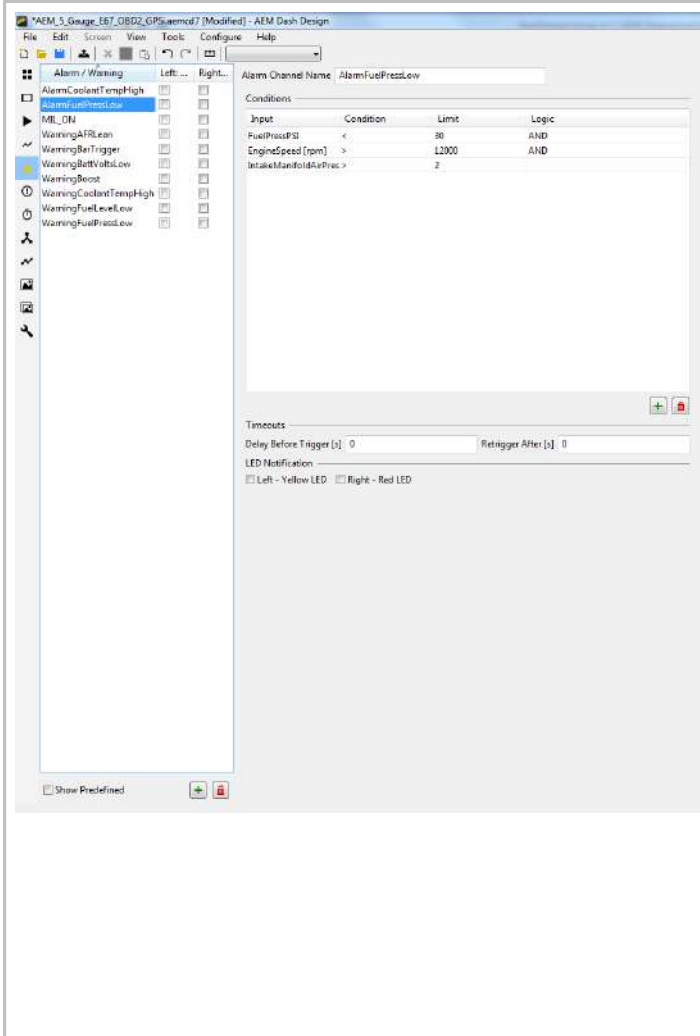 *AEM_5_Gauge_E67_OBD2_GPSi.aemcd7 [Modified] - AEM Dash Design
File Edit Screen View Tools Configure Help
Alarm / Warning Left: ... Right...
AlarmCoolantTempHigh
AlarmFuelPressLow
MIL_ON
WarningAFRLean
WarningBarTrigger
WarningBattVoltsLow
WarningBoost
WarningCoolantTempHigh
WarningFuelLevelLow
WarningFuelPressLow
Show Predefined
Alarm Channel Name AlarmFuelPressLow
Conditions
Input Condition Limit Logic
FuelPressPSI < 30 AND
EngineSpeed [rpm] > 12000 AND
IntakeManifoldAirPres > 2
Timeouts
Delay Before Trigger [s] 0 Retrigger After [s] 0
LED Notification
Left - Yellow LED Right - Red LED